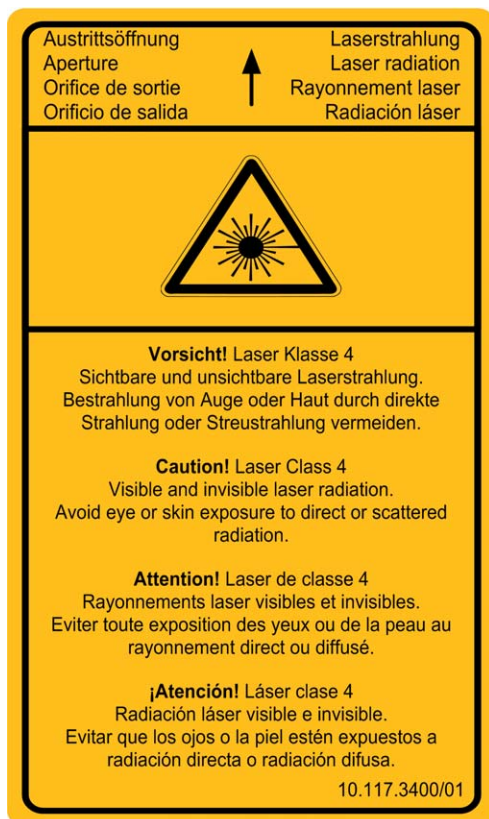 Austrittsöffnung
Aperture
Orifice de sortie
Orificio de salida
Laserstrahlung
Laser radiation
Rayonnement laser
Radiación láser
Vorsicht! Laser Klasse 4
Sichtbare und unsichtbare Laserstrahlung.
Bestrahlung von Auge oder Haut durch direkte
Strahlung oder Streustrahlung vermeiden.
Caution! Laser Class 4
Visible and invisible laser radiation.
Avoid eye or skin exposure to direct or scattered
radiation.
Attention! Laser de classe 4
Rayonnements laser visibles et invisibles.
Eviter toute exposition des yeux ou de la peau au
rayonnement direct ou diffusé.
¡Atención! Láser clase 4
Radiación láser visible e invisible.
Evitar que los ojos o la piel estén expuestos a
radiación directa o radiación difusa.
10.117.3400/01